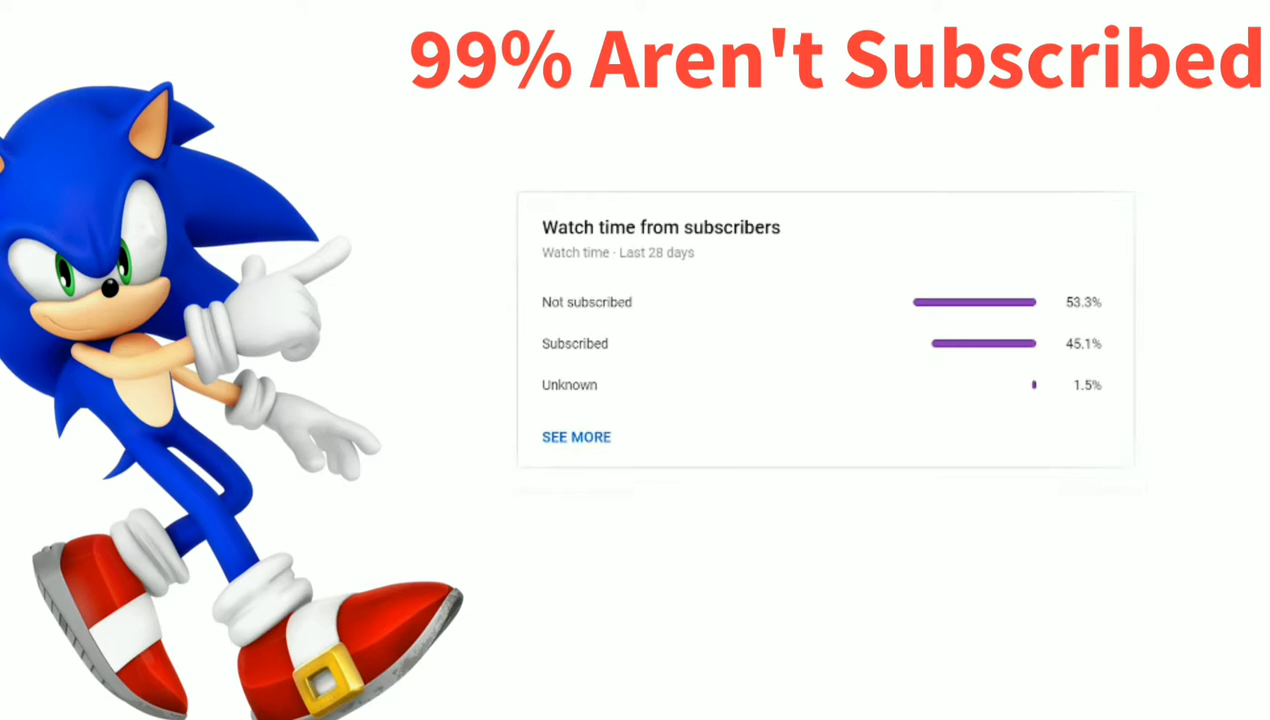 99% Aren't Subscribed
Watch time from subscribers
Watch time · Last 28 days
Not subscribed 53.3%
Subscribed 45.1%
Unknown 1.5%
SEE MORE